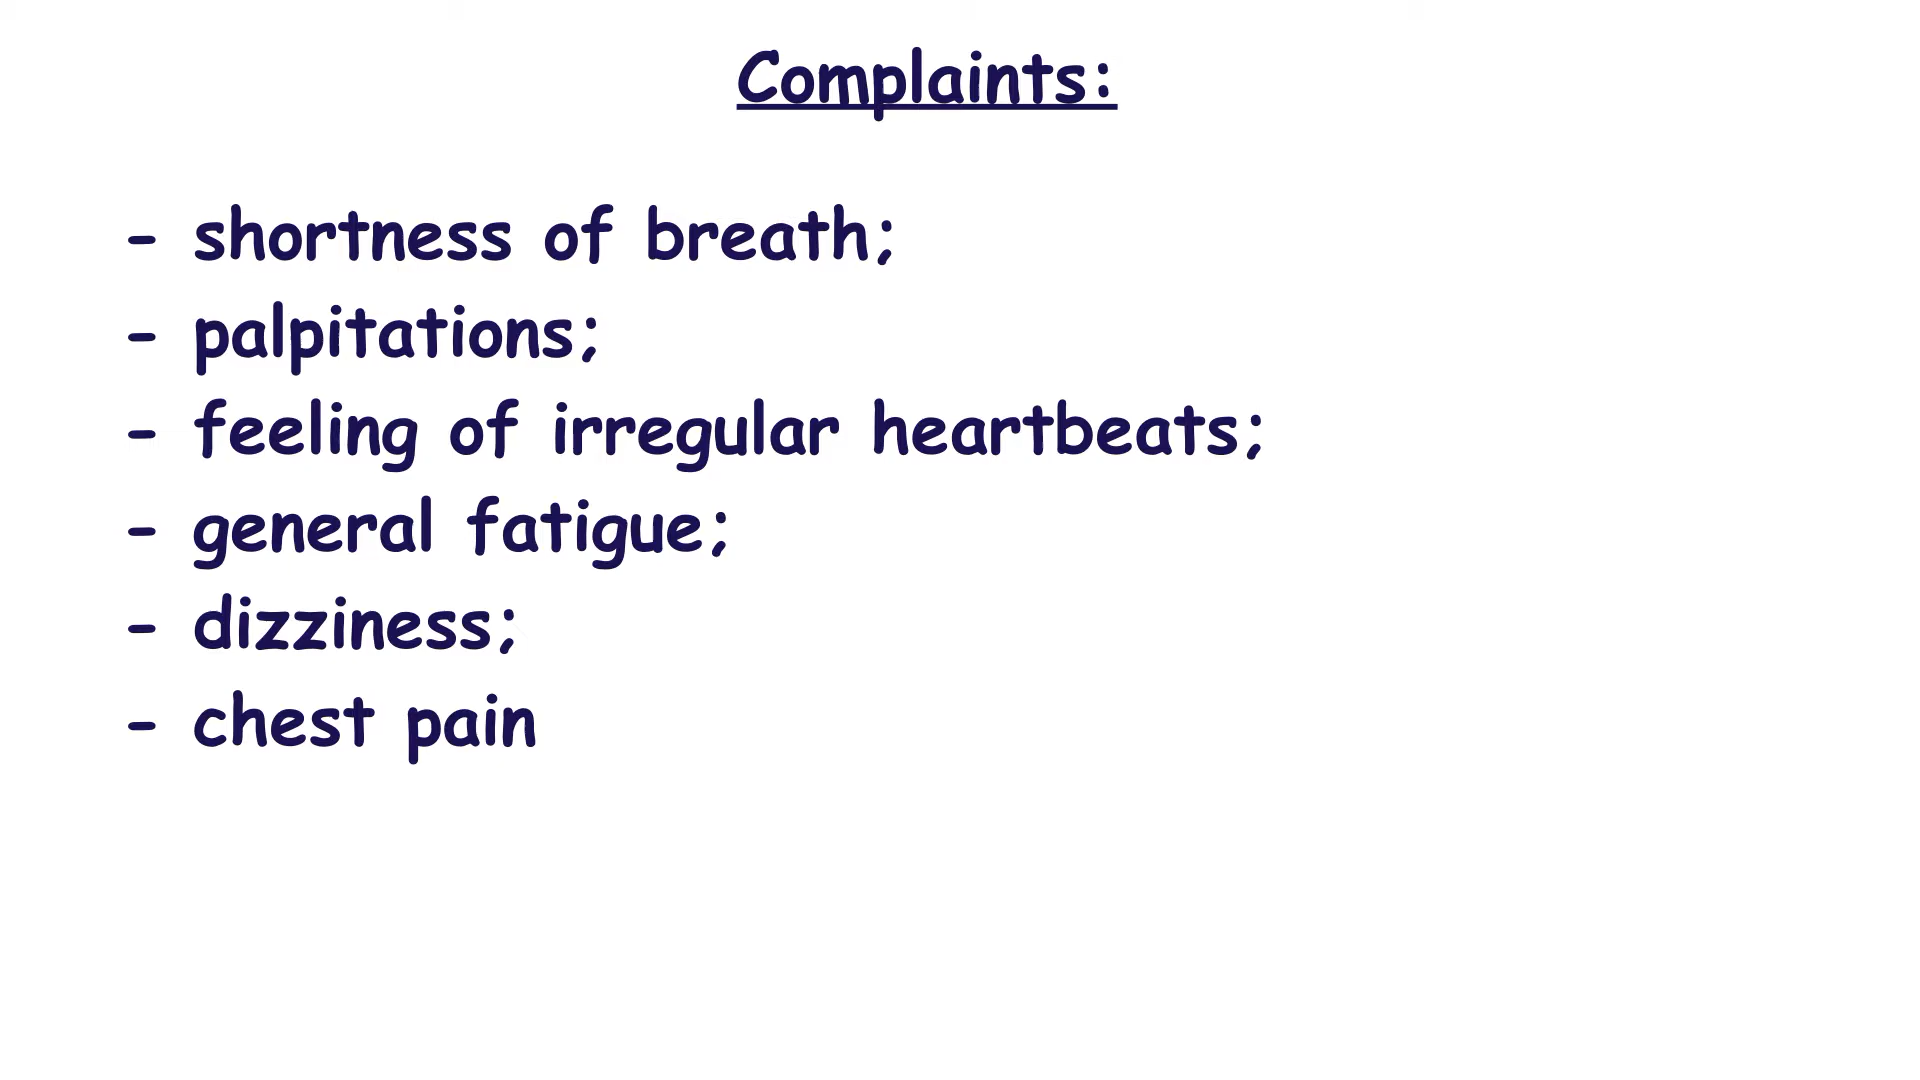 Complaints:
- shortness of breath;
- palpitations;
- feeling of irregular heartbeats;
- general fatigue;
- dizziness;
- chest pain